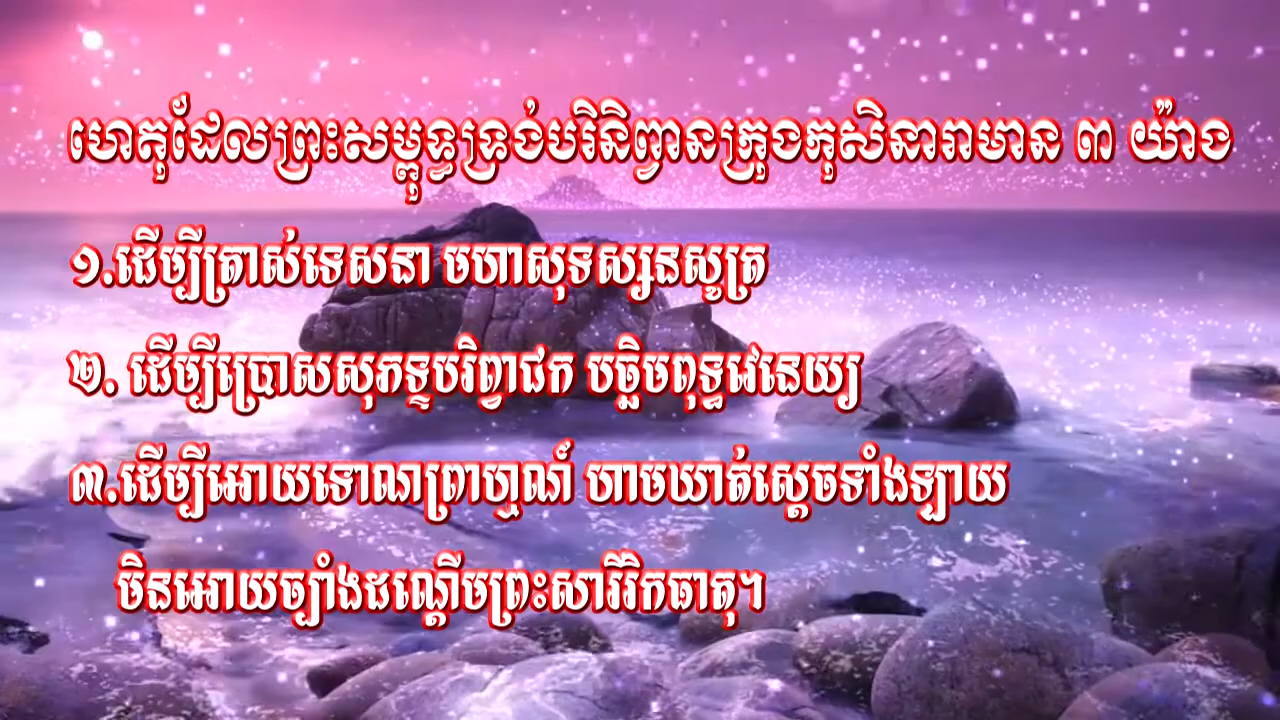 ហេតុដែលព្រះសម្ពុទ្ធទ្រង់បរិនិព្វានក្រុងកុសិនារាមាន ៣ យ៉ាង
១.ដើម្បីត្រាស់ទេសនា មហាសុទស្សនសូត្រ
២. ដើម្បីប្រោសសុភទ្ទបរិព្វាជក បច្ឆិមពុទ្ធវេនេយ្យ
៣.ដើម្បីអោយទោណព្រាហ្មណ៍ ហាមឃាត់ស្ដេចទាំងឡាយ
មិនអោយច្បាំងដណ្ដើមព្រះសារីរិកធាតុ។